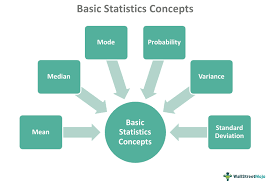 Basic Statistics Concepts
Mode
Probability
Median
Variance
Mean
Basic
Statistics
Concepts
Standard
Deviation
WallStreetMojo